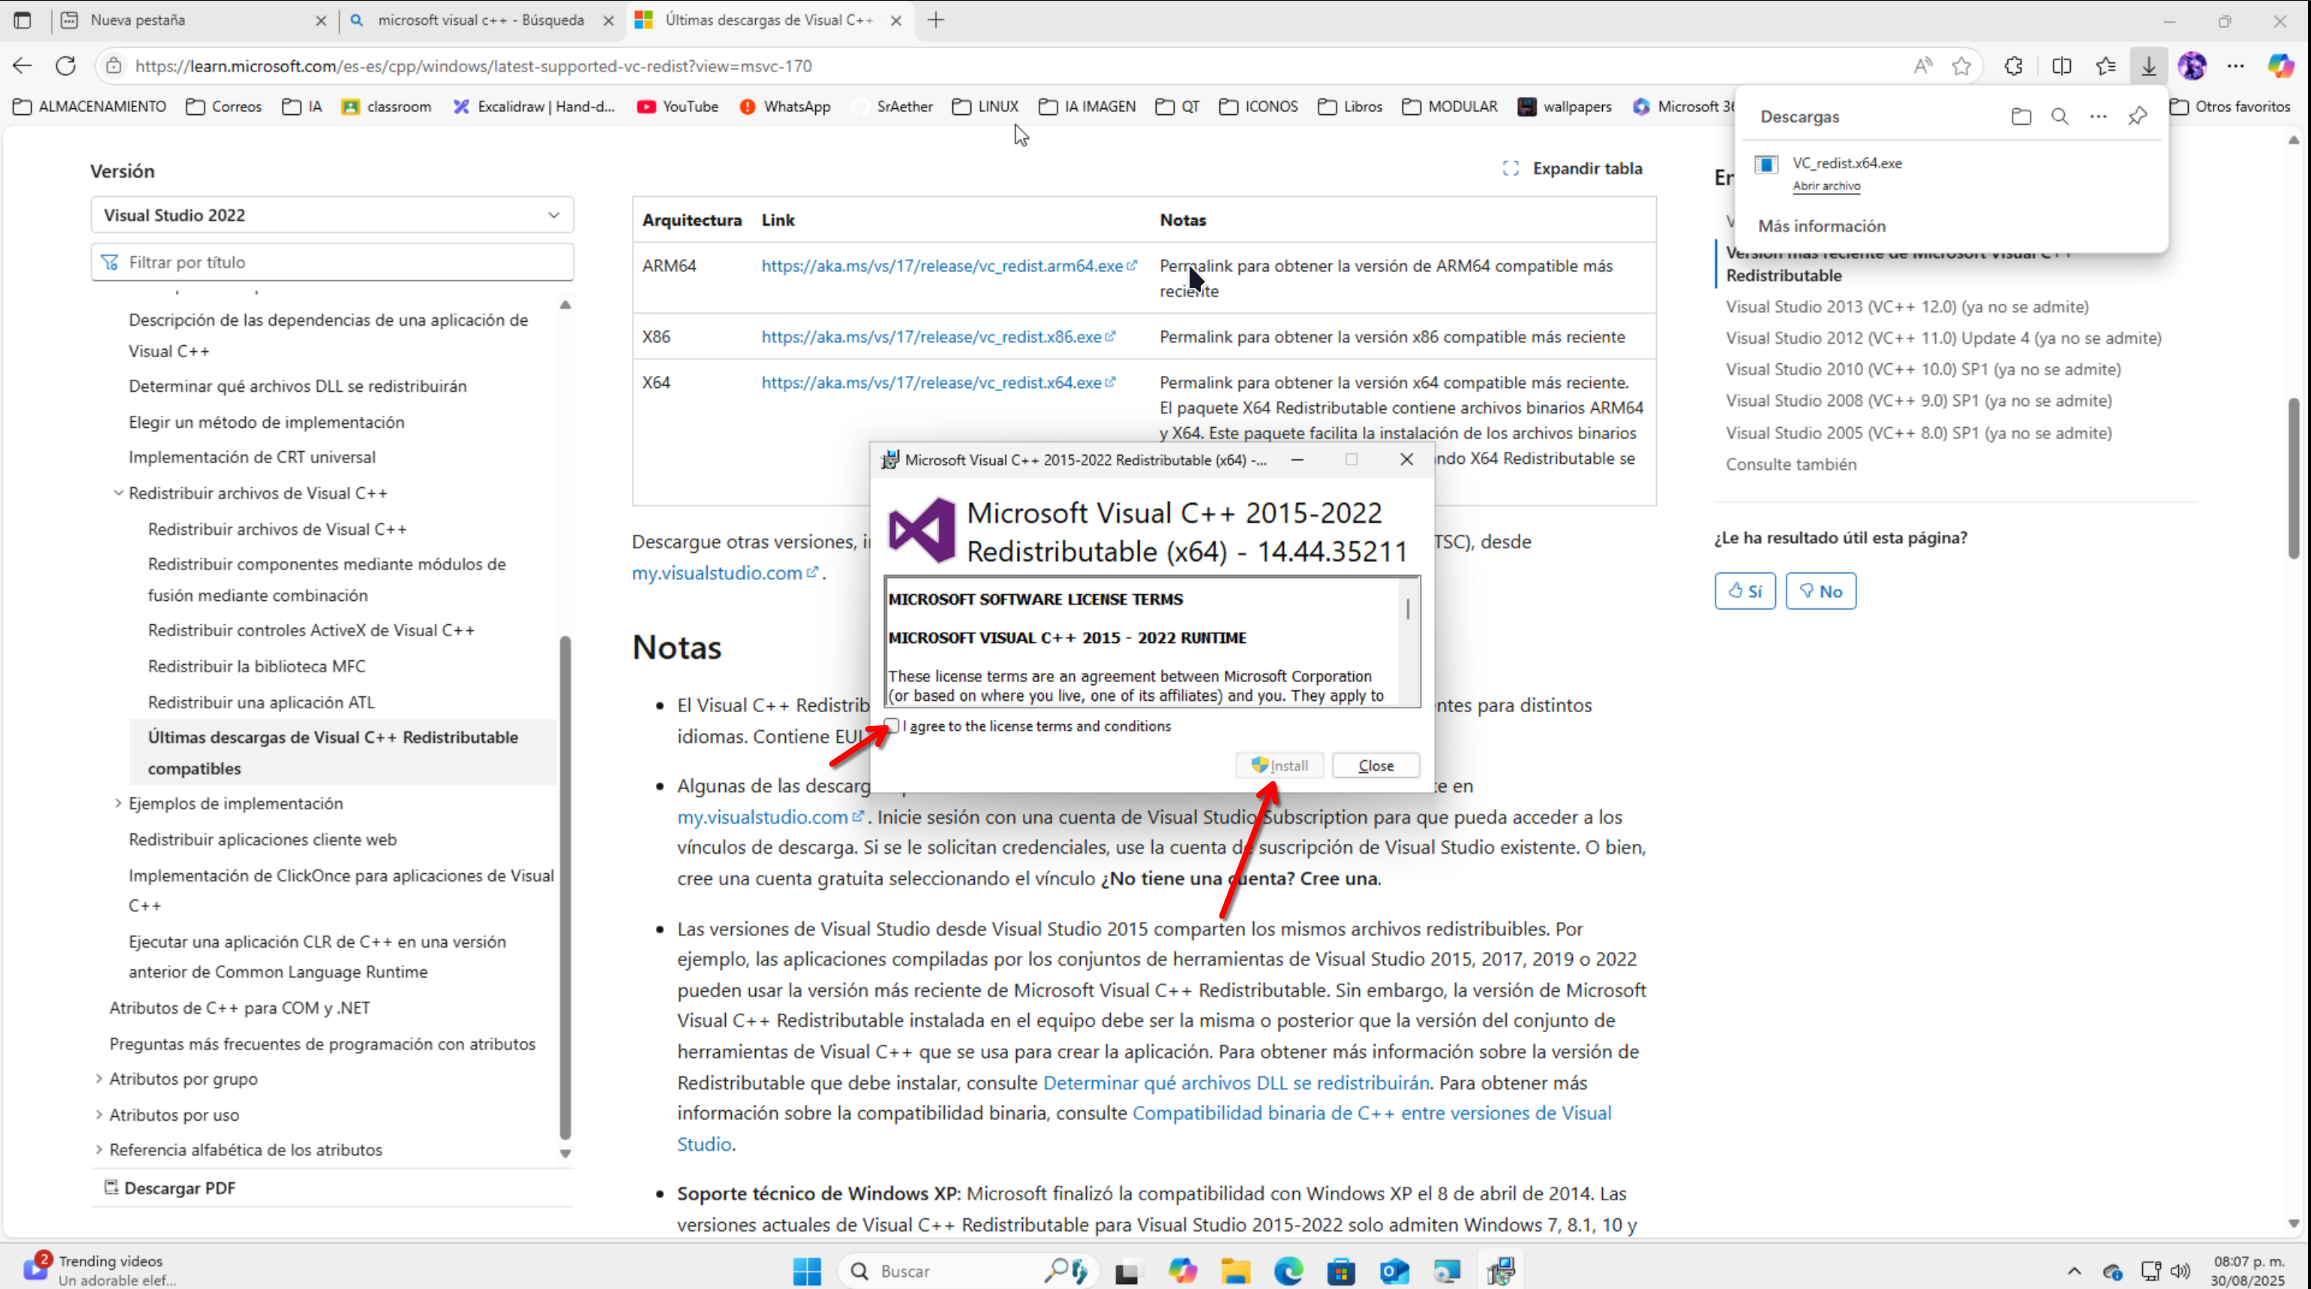 Nueva pestaña
microsoft visual c++ - Búsqueda
Últimas descargas de Visual C++
https://learn.microsoft.com/es-es/cpp/windows/latest-supported-vc-redist?view=msvc-170
ALMACENAMIENTO
Correos
IA
classroom
Excalidraw | Hand-d...
YouTube
WhatsApp
SrAether
LINUX
IA IMAGEN
QT
ICONOS
Libros
MODULAR
wallpapers
Microsoft 36
Otros favoritos
Descargas
VC_redist.x64.exe
Abrir archivo
Más información
Versión
Visual Studio 2022
Filtrar por título
Descripción de las dependencias de una aplicación de
Visual C++
Determinar qué archivos DLL se redistribuirán
Elegir un método de implementación
Implementación de CRT universal
Redistribuir archivos de Visual C++
Redistribuir archivos de Visual C++
Redistribuir componentes mediante módulos de
fusión mediante combinación
Redistribuir controles ActiveX de Visual C++
Redistribuir la biblioteca MFC
Redistribuir una aplicación ATL
Últimas descargas de Visual C++ Redistributable
compatibles
Ejemplos de implementación
Redistribuir aplicaciones cliente web
Implementación de ClickOnce para aplicaciones de Visual
C++
Ejecutar una aplicación CLR de C++ en una versión
anterior de Common Language Runtime
Atributos de C++ para COM y .NET
Preguntas más frecuentes de programación con atributos
Atributos por grupo
Atributos por uso
Referencia alfabética de los atributos
Descargar PDF
Expandir tabla
Arquitectura Link Notas
ARM64 https://aka.ms/vs/17/release/vc_redist.arm64.exe Permalink para obtener la versión de ARM64 compatible más
reciente
X86 https://aka.ms/vs/17/release/vc_redist.x86.exe Permalink para obtener la versión x86 compatible más reciente
X64 https://aka.ms/vs/17/release/vc_redist.x64.exe Permalink para obtener la versión x64 compatible más reciente.
El paquete X64 Redistributable contiene archivos binarios ARM64
y X64. Este paquete facilita la instalación de los archivos binarios
ndo X64 Redistributable se
Descargue otras versiones, i TSC), desde
my.visualstudio.com .
Notas
El Visual C++ Redistrib entes para distintos
idiomas. Contiene EUL
Algunas de las descarg te en
my.visualstudio.com . Inicie sesión con una cuenta de Visual Studio Subscription para que pueda acceder a los
vínculos de descarga. Si se le solicitan credenciales, use la cuenta de suscripción de Visual Studio existente. O bien,
cree una cuenta gratuita seleccionando el vínculo ¿No tiene una cuenta? Cree una.
Las versiones de Visual Studio desde Visual Studio 2015 comparten los mismos archivos redistribuibles. Por
ejemplo, las aplicaciones compiladas por los conjuntos de herramientas de Visual Studio 2015, 2017, 2019 o 2022
pueden usar la versión más reciente de Microsoft Visual C++ Redistributable. Sin embargo, la versión de Microsoft
Visual C++ Redistributable instalada en el equipo debe ser la misma o posterior que la versión del conjunto de
herramientas de Visual C++ que se usa para crear la aplicación. Para obtener más información sobre la versión de
Redistributable que debe instalar, consulte Determinar qué archivos DLL se redistribuirán. Para obtener más
información sobre la compatibilidad binaria, consulte Compatibilidad binaria de C++ entre versiones de Visual
Studio.
Soporte técnico de Windows XP: Microsoft finalizó la compatibilidad con Windows XP el 8 de abril de 2014. Las
versiones actuales de Visual C++ Redistributable para Visual Studio 2015-2022 solo admiten Windows 7, 8.1, 10 y
Microsoft Visual C++ 2015-2022 Redistributable (x64) -...
Microsoft Visual C++ 2015-2022
Redistributable (x64) - 14.44.35211
MICROSOFT SOFTWARE LICENSE TERMS
MICROSOFT VISUAL C++ 2015 - 2022 RUNTIME
These license terms are an agreement between Microsoft Corporation
(or based on where you live, one of its affiliates) and you. They apply to
I agree to the license terms and conditions
Install
Close
En
V
Versión más reciente de Microsoft Visual C++
Redistributable
Visual Studio 2013 (VC++ 12.0) (ya no se admite)
Visual Studio 2012 (VC++ 11.0) Update 4 (ya no se admite)
Visual Studio 2010 (VC++ 10.0) SP1 (ya no se admite)
Visual Studio 2008 (VC++ 9.0) SP1 (ya no se admite)
Visual Studio 2005 (VC++ 8.0) SP1 (ya no se admite)
Consulte también
¿Le ha resultado útil esta página?
Sí
No
2
Trending videos
Un adorable elef...
Buscar
08:07 p. m.
30/08/2025